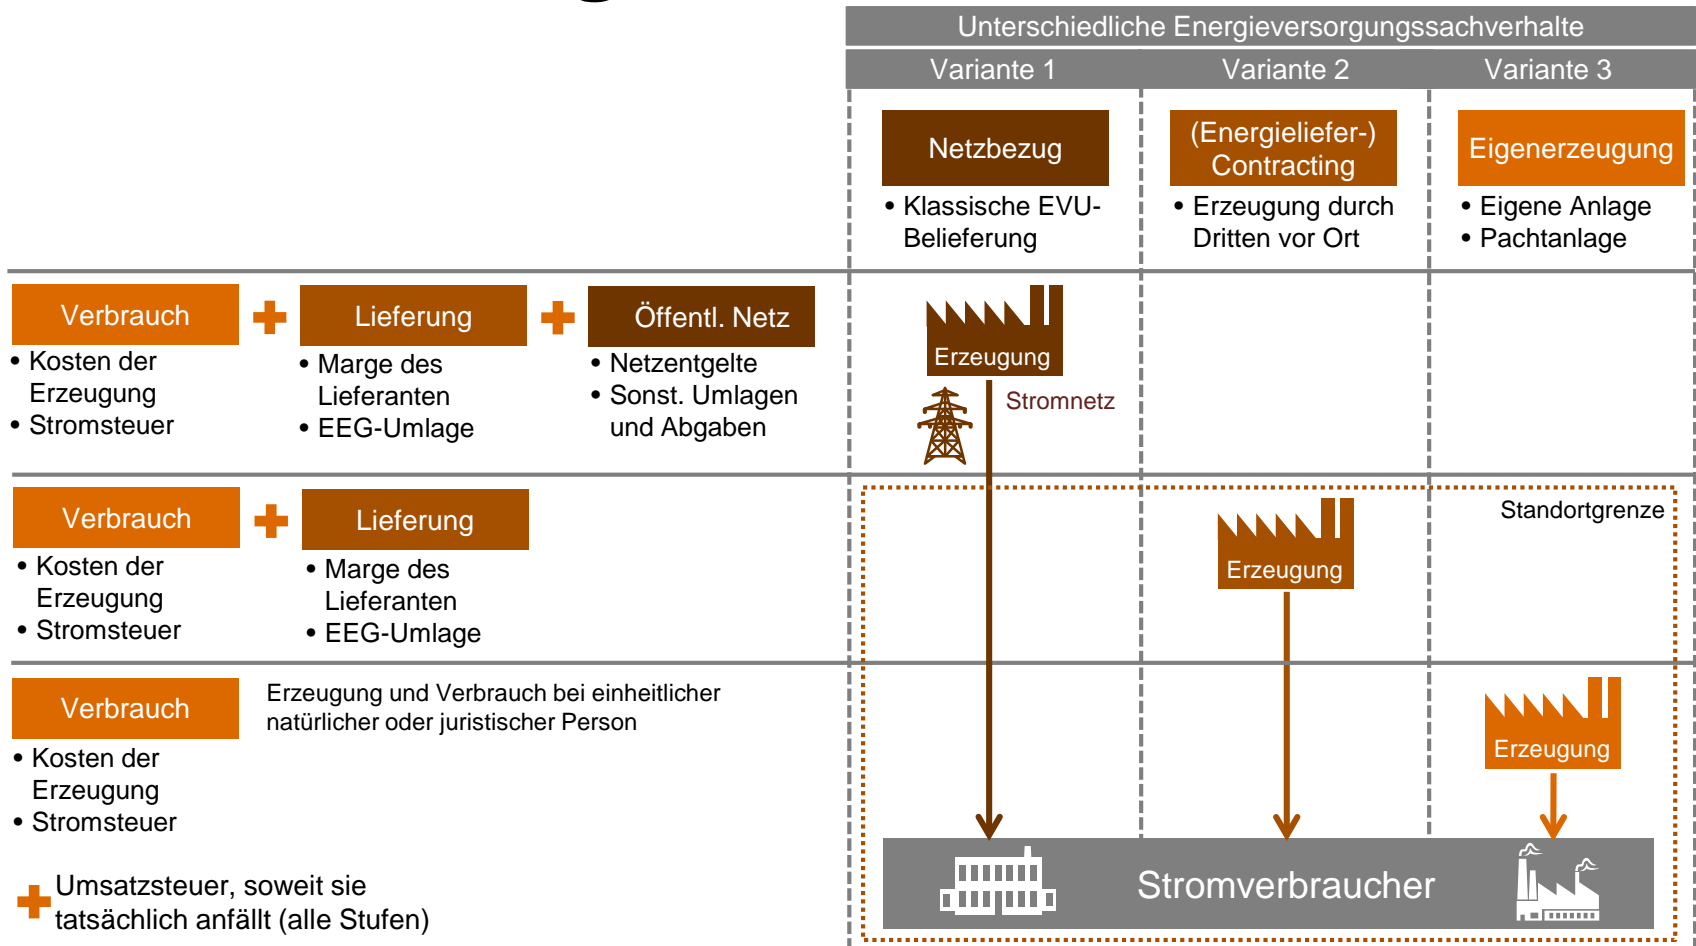 Unterschiedliche Energieversorgungssachverhalte
Variante 1
Variante 2
Variante 3
Netzbezug
(Energieliefer-)
Contracting
Eigenerzeugung
• Klassische EVU-
Belieferung
• Erzeugung durch
Dritten vor Ort
• Eigene Anlage
• Pachtanlage
Verbrauch
Lieferung
Öffentl. Netz
• Kosten der
Erzeugung
• Stromsteuer
• Marge des
Lieferanten
• EEG-Umlage
• Netzentgelte
• Sonst. Umlagen
und Abgaben
Erzeugung
Stromnetz
Verbrauch
Lieferung
• Kosten der
Erzeugung
• Stromsteuer
• Marge des
Lieferanten
• EEG-Umlage
Erzeugung
Standortgrenze
Verbrauch
Erzeugung und Verbrauch bei einheitlicher
natürlicher oder juristischer Person
• Kosten der
Erzeugung
• Stromsteuer
Erzeugung
Umsatzsteuer, soweit sie
tatsächlich anfällt (alle Stufen)
Stromverbraucher